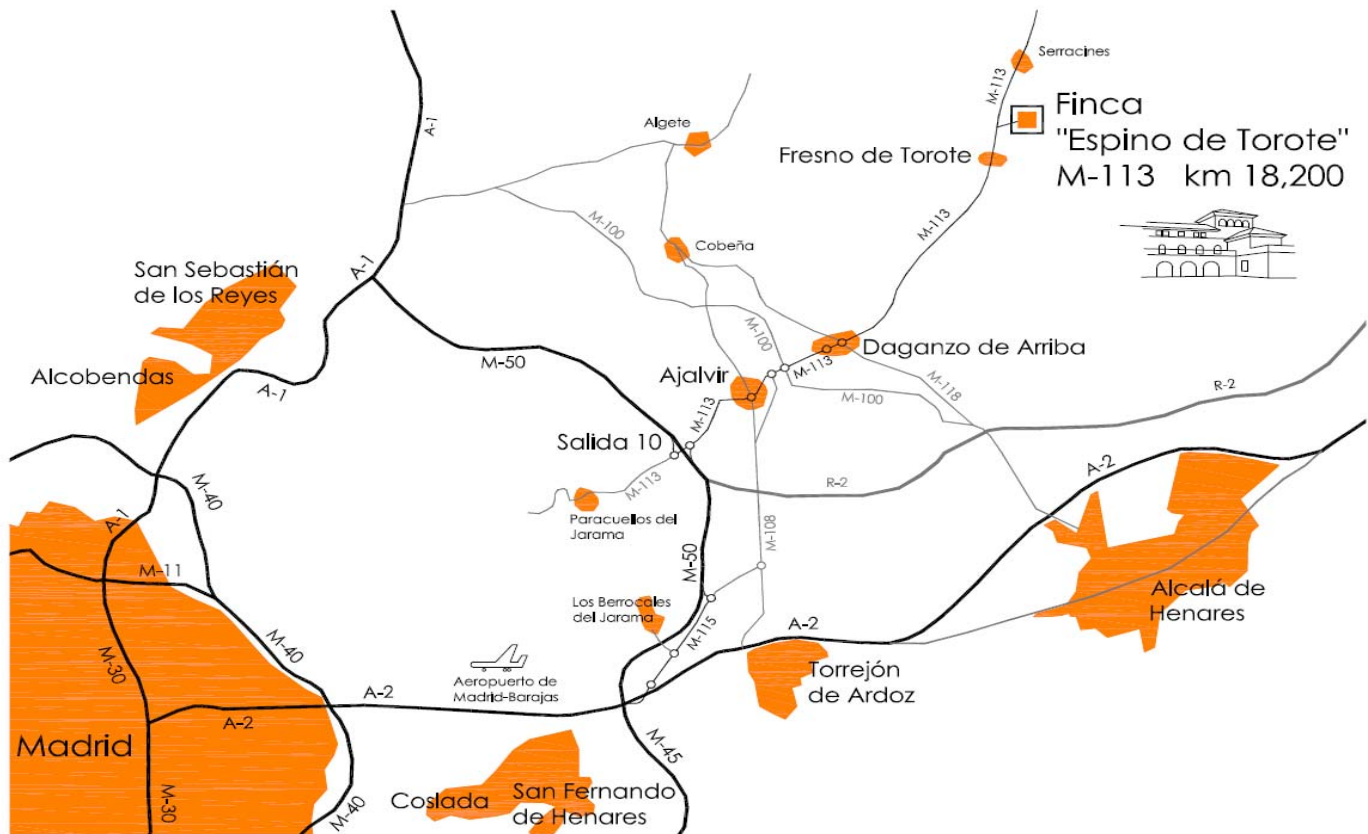 Serracines
M-113
Finca
"Espino de Torote"
M-113 km 18,200
A-1
Algete
Fresno de Torote
M-113
M-100
Cobeña
San Sebastián
de los Reyes
A-1
M-100
Daganzo de Arriba
M-50
M-113
Ajalvir
M-118
R-2
Alcobendas
A-1
M-100
M-113
Salida 10
A-2
M-40
M-113
R-2
A-1
Paracuellos del
Jarama
M-108
M-50
M-11
Alcalá de
Henares
Los Berrocales
del Jarama
A-2
M-115
M-40
M-30
Aeropuerto de
Madrid-Barajas
Torrejón
de Ardoz
A-2
A-2
Madrid
M-45
M-30
Coslada
San Fernando
de Henares
M-40